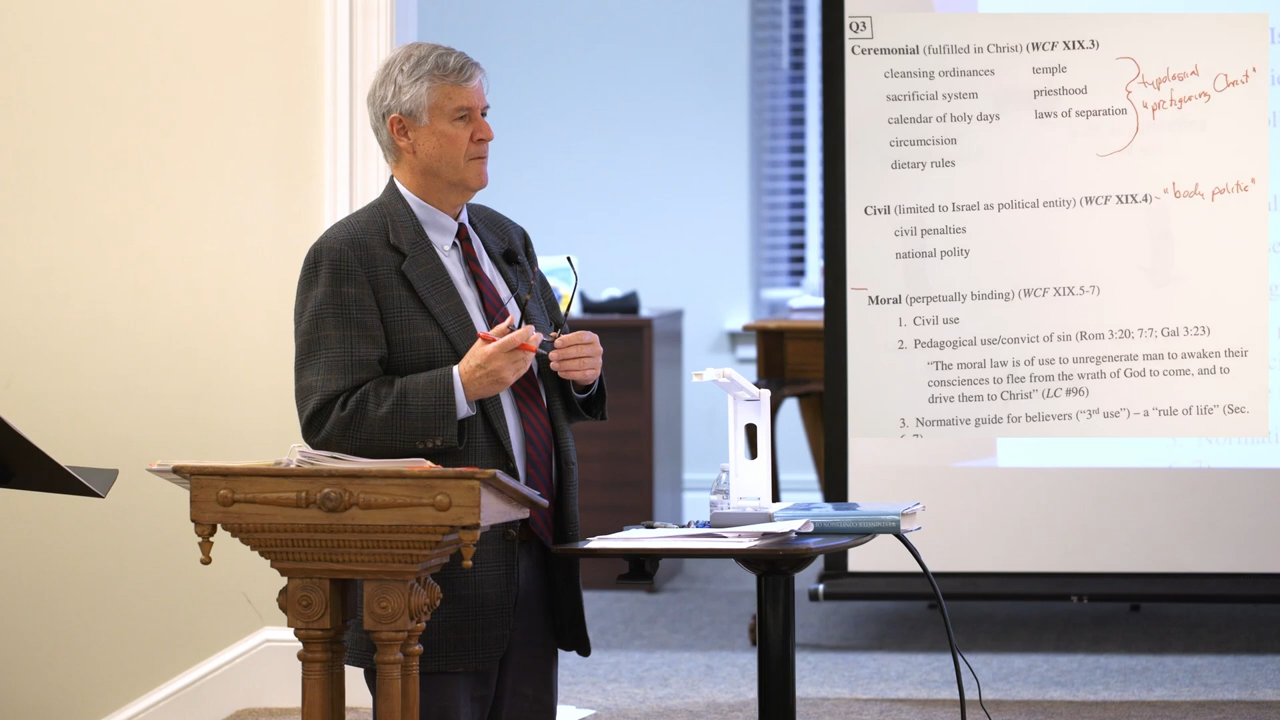 Q3
Ceremonial (fulfilled in Christ) (WCF XIX.3)
cleansing ordinances temple
sacrificial system priesthood
calendar of holy days laws of separation
circumcision
dietary rules
typological
"prefiguring Christ"
Civil (limited to Israel as political entity) (WCF XIX.4) ~ "body politic"
civil penalties
national polity
Moral (perpetually binding) (WCF XIX.5-7)
1. Civil use
2. Pedagogical use/convict of sin (Rom 3:20; 7:7; Gal 3:23)
"The moral law is of use to unregenerate man to awaken their
consciences to flee from the wrath of God to come, and to
drive them to Christ" (LC #96)
3. Normative guide for believers ("3rd use") – a "rule of life" (Sec.